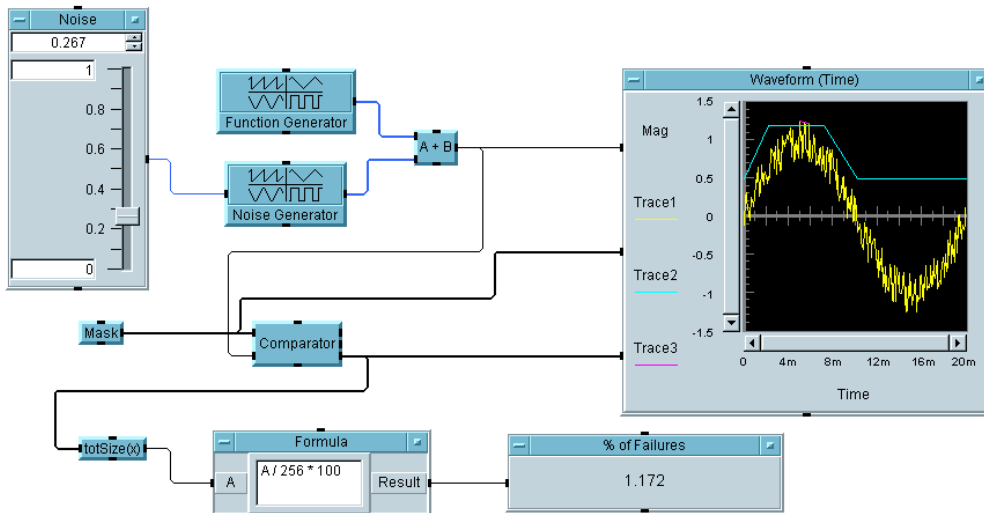 Noise
0.267
1
0.8
0.6
0.4
0.2
0
Function Generator
Noise Generator
A + B
Mask
Comparator
totSize(x)
Formula
A
A / 256 * 100
Result
% of Failures
1.172
Waveform (Time)
Mag
Trace1
Trace2
Trace3
1.5
1
0.5
0
-0.5
-1
-1.5
0 4m 8m 12m 16m 20m
Time